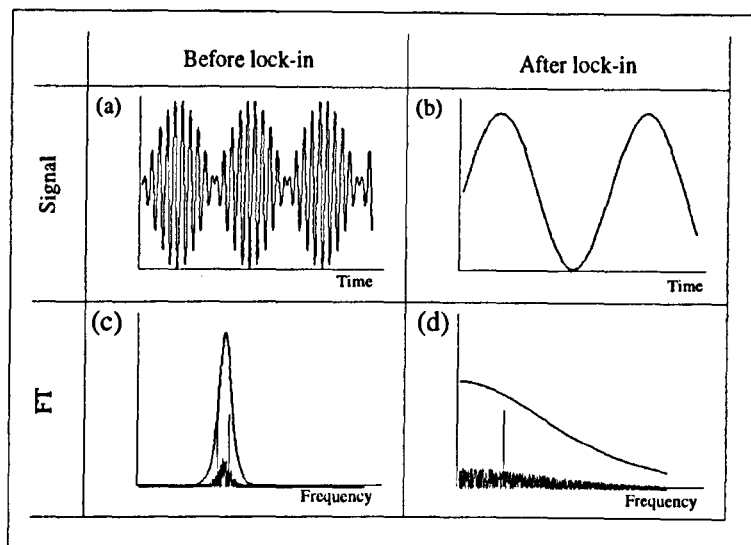 Before lock-in
After lock-in
Signal
(a)
Time
(b)
Time
FT
(c)
Frequency
(d)
Frequency